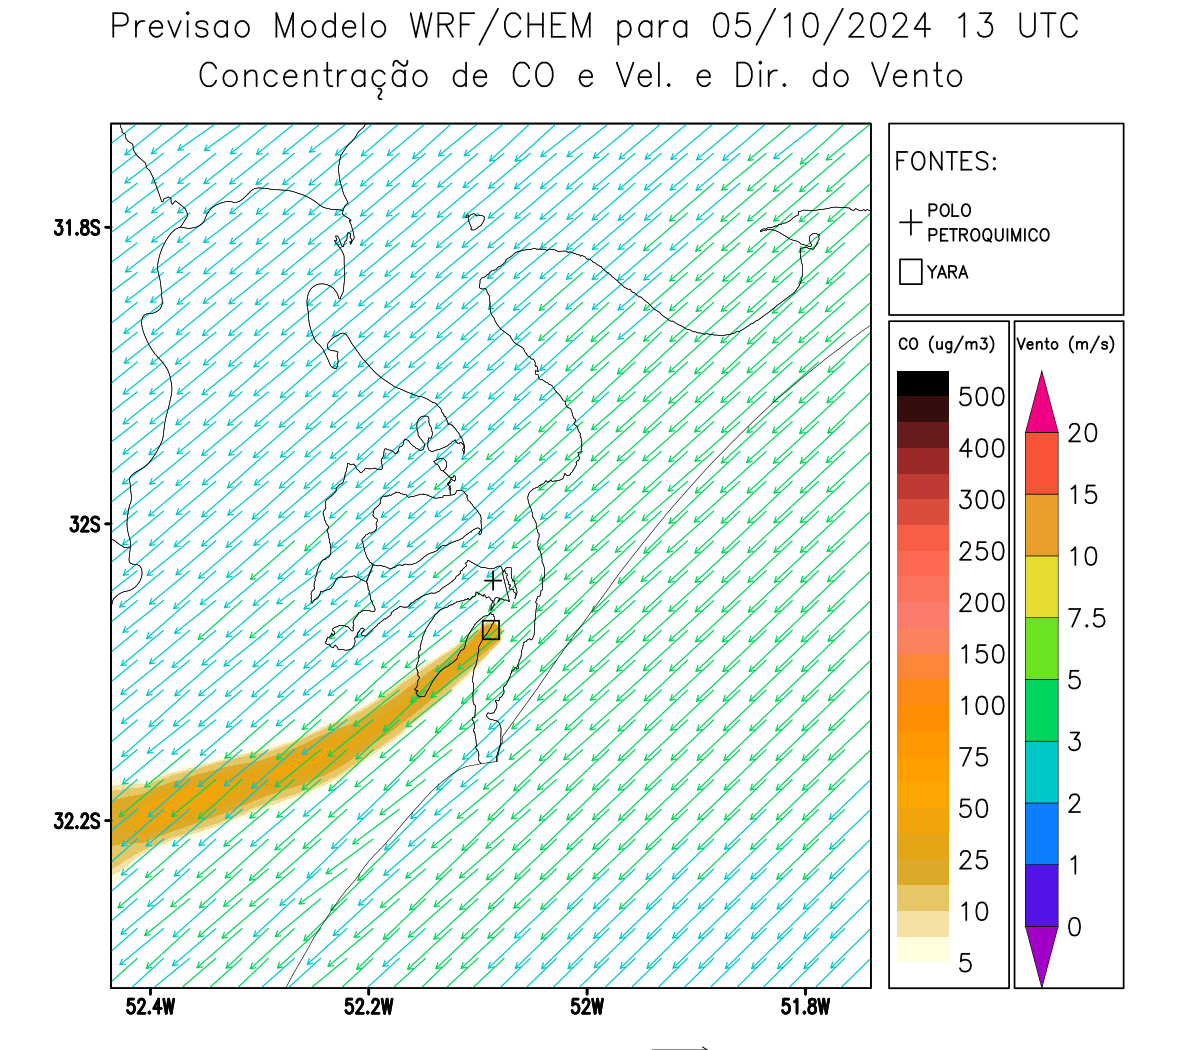 Previsao Modelo WRF/CHEM para 05/10/2024 13 UTC
Concentração de CO e Vel. e Dir. do Vento
FONTES:
POLO
PETROQUIMICO
YARA
CO (ug/m3)
500
400
300
250
200
150
100
75
50
25
10
5
Vento (m/s)
20
15
10
7.5
5
3
2
1
0
31.8S
32S
32.2S
52.4W
52.2W
52W
51.8W